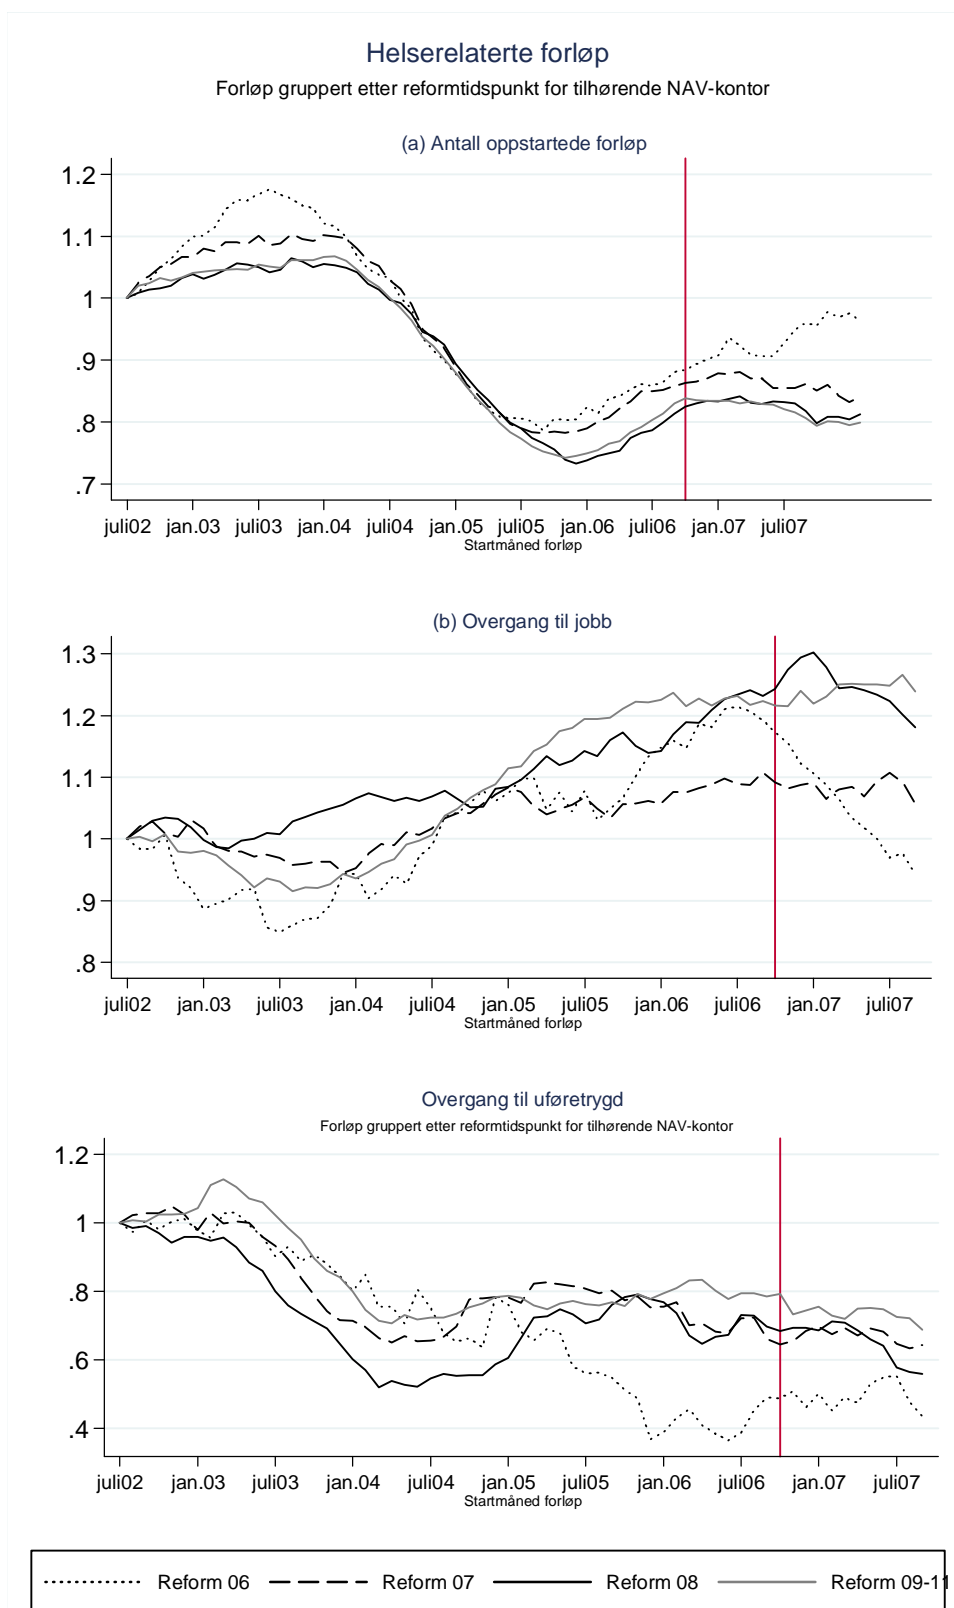 Helserelaterte forløp
Forløp gruppert etter reformtidspunkt for tilhørende NAV-kontor
(a) Antall oppstartede forløp
1.2
1.1
1
.9
.8
.7
juli02 jan.03 juli03 jan.04 juli04 jan.05 juli05 jan.06 juli06 jan.07 juli07
Startmåned forløp
(b) Overgang til jobb
1.3
1.2
1.1
1
.9
.8
juli02 jan.03 juli03 jan.04 juli04 jan.05 juli05 jan.06 juli06 jan.07 juli07
Startmåned forløp
Overgang til uføretrygd
Forløp gruppert etter reformtidspunkt for tilhørende NAV-kontor
1.2
1
.8
.6
.4
juli02 jan.03 juli03 jan.04 juli04 jan.05 juli05 jan.06 juli06 jan.07 juli07
Startmåned forløp
Reform 06 Reform 07 Reform 08 Reform 09-11